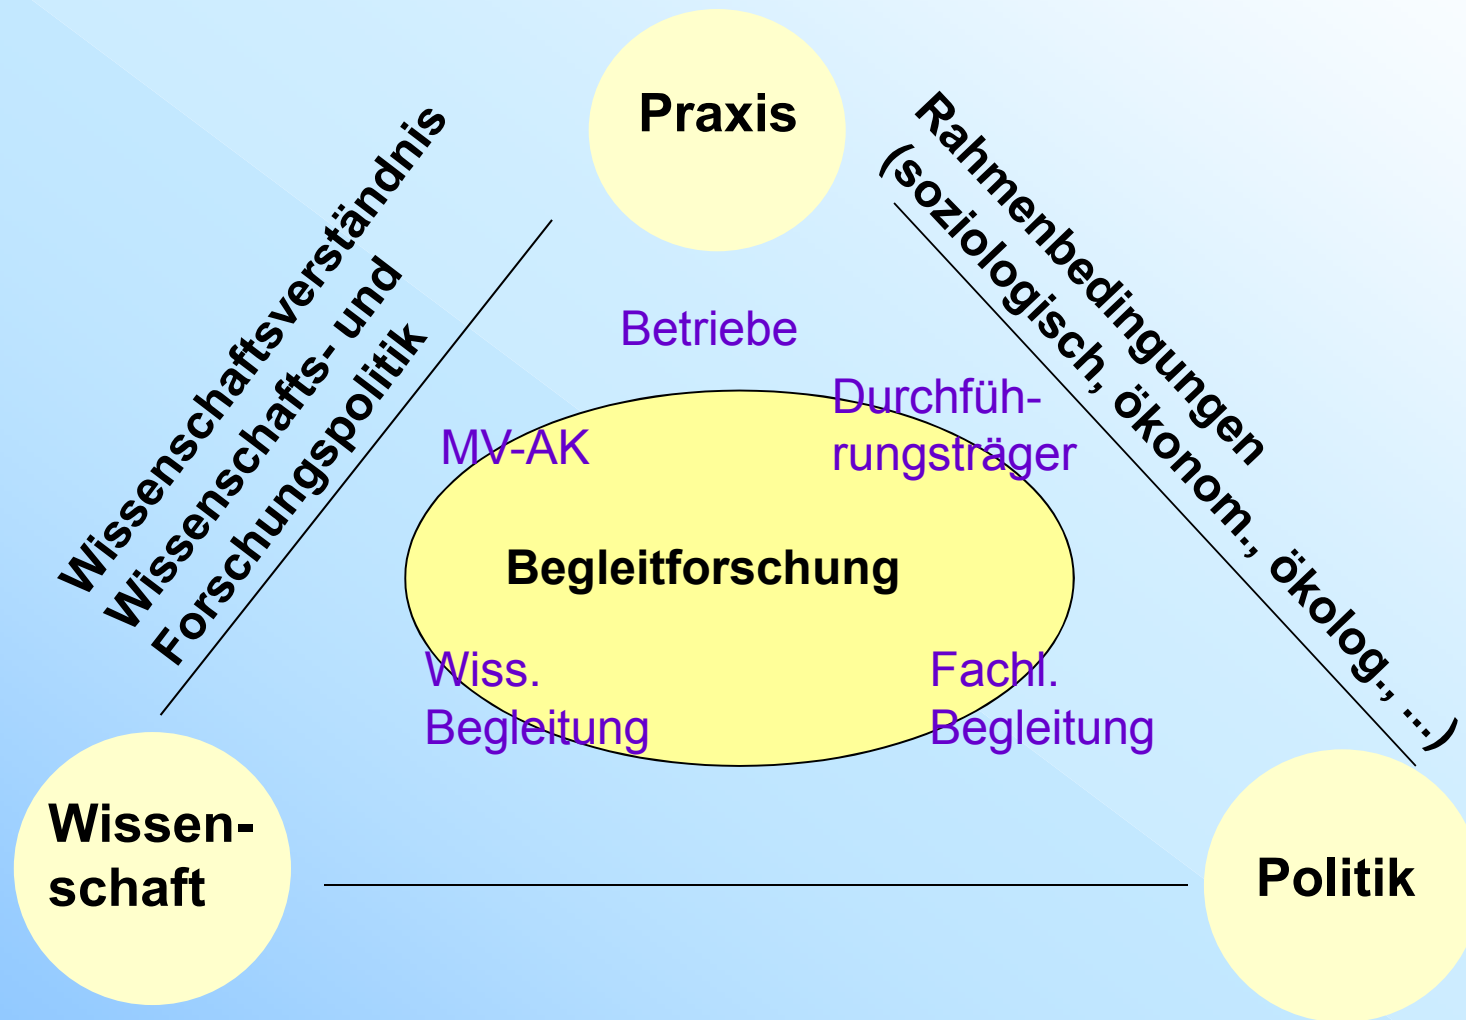 Praxis
Wissenschaftsverständnis
Wissenschafts- und
Forschungspolitik
Rahmenbedingungen
(soziologisch, ökonom., ökolog., ...)
Betriebe
MV-AK
Durchfüh-
rungsträger
Begleitforschung
Wiss.
Begleitung
Fachl.
Begleitung
Wissen-
schaft
Politik